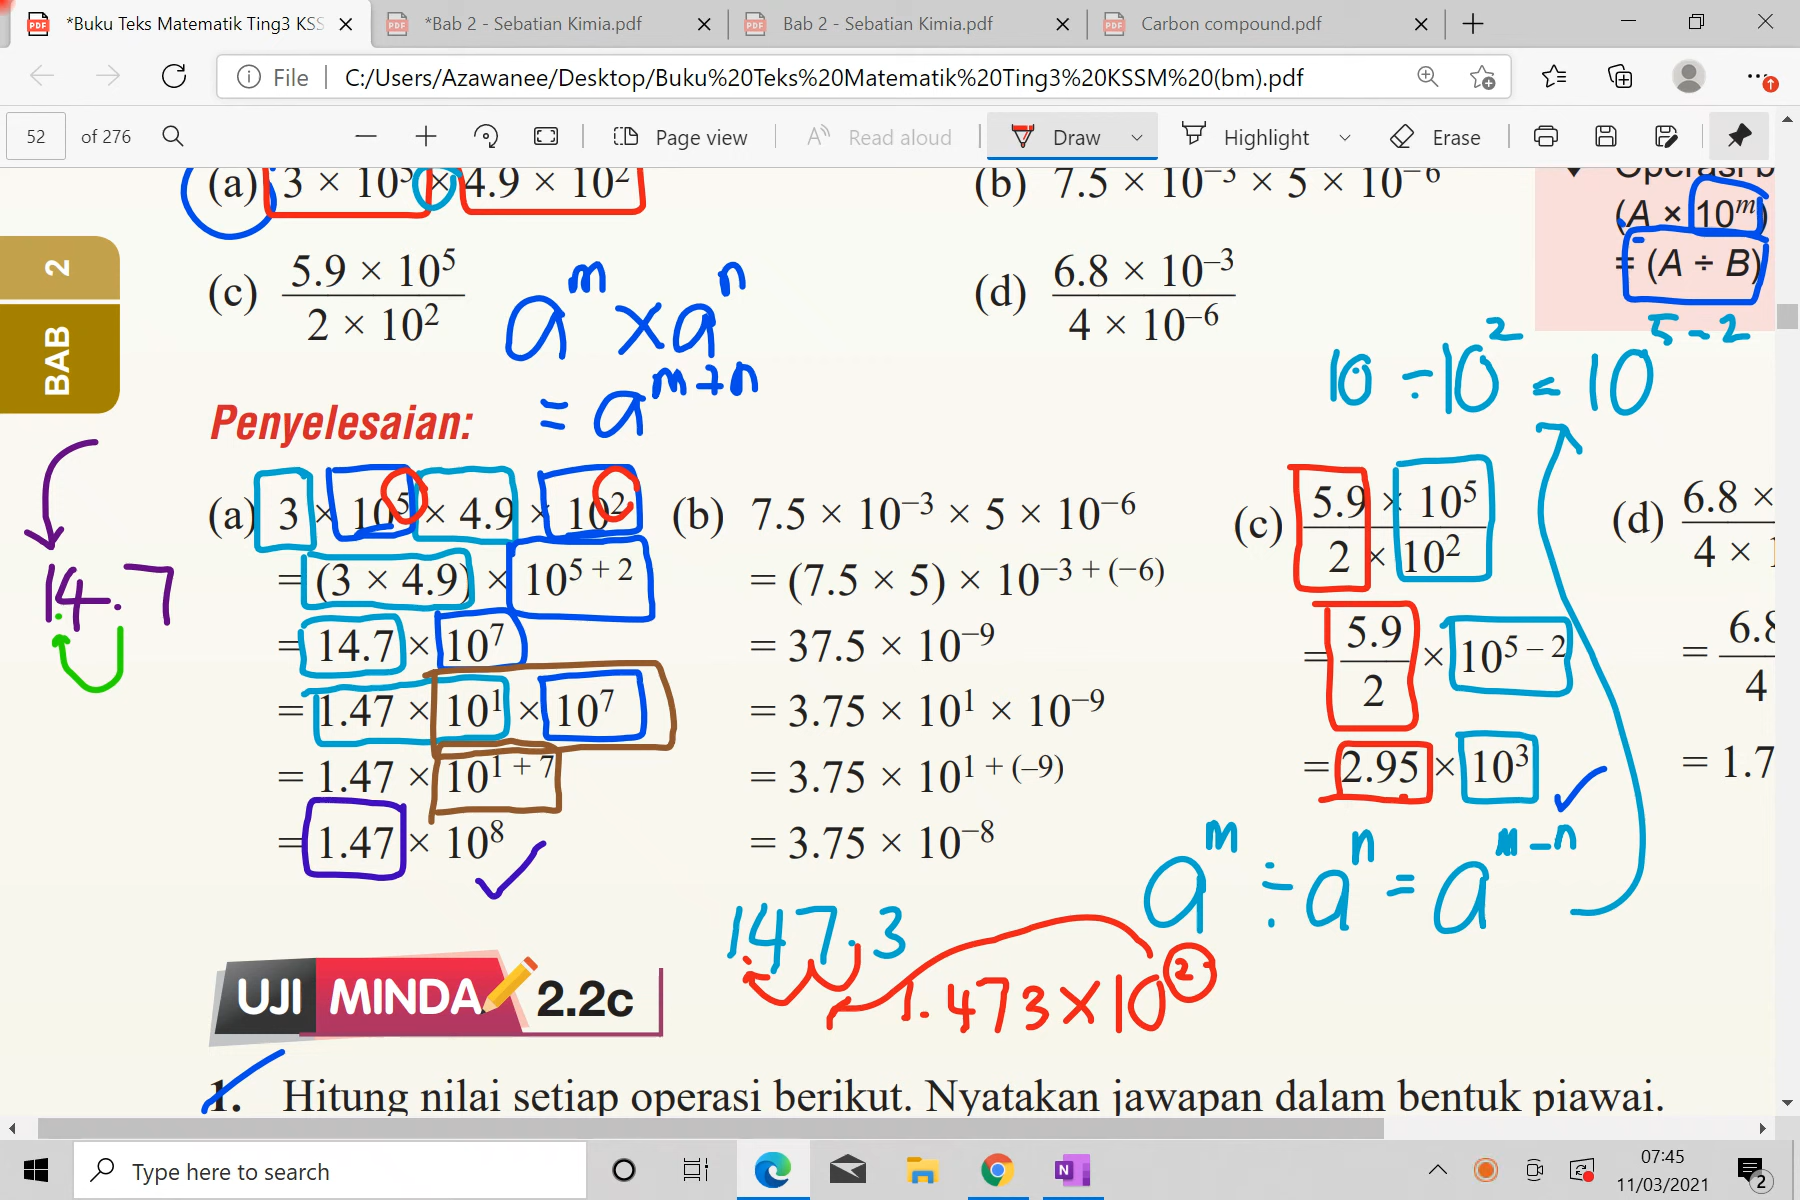 *Buku Teks Matematik Ting3 KSS
*Bab 2 - Sebatian Kimia.pdf
Bab 2 - Sebatian Kimia.pdf
Carbon compound.pdf
File | C:/Users/Azawanee/Desktop/Buku%20Teks%20Matematik%20Ting3%20KSSM%20(bm).pdf
52 of 276
Page view
Read aloud
Draw
Highlight
Erase
(a) 3 × 10⁵ × 4.9 × 10²
(b) 7.5 × 10⁻³ × 5 × 10⁻⁶
Operasi b
(A × 10ᵐ)
= (A ÷ B)
2
BAB
(c) 5.9 × 10⁵
2 × 10²
(d) 6.8 × 10⁻³
4 × 10⁻⁶
aᵐ × aⁿ
= aᵐ⁺ⁿ
10 ÷ 10² = 10⁵⁻²
Penyelesaian:
14.7
(a) 3 × 10⁵ × 4.9 × 10²
= (3 × 4.9) × 10⁵ ⁺ ²
= 14.7 × 10⁷
= 1.47 × 10¹ × 10⁷
= 1.47 × 10¹ ⁺ ⁷
= 1.47 × 10⁸
(b) 7.5 × 10⁻³ × 5 × 10⁻⁶
= (7.5 × 5) × 10⁻³ ⁺ ⁽⁻⁶⁾
= 37.5 × 10⁻⁹
= 3.75 × 10¹ × 10⁻⁹
= 3.75 × 10¹ ⁺ ⁽⁻⁹⁾
= 3.75 × 10⁻⁸
(c) 5.9 × 10⁵
2 × 10²
= 5.9
2 × 10⁵ ⁻ ²
= 2.95 × 10³
(d) 6.8 ×
4 × 1
= 6.8
4
= 1.7
aᵐ ÷ aⁿ = aᵐ⁻ⁿ
147.3
1.473 × 10²
UJI MINDA 2.2c
1. Hitung nilai setiap operasi berikut. Nyatakan jawapan dalam bentuk piawai.
Type here to search
07:45
11/03/2021
2